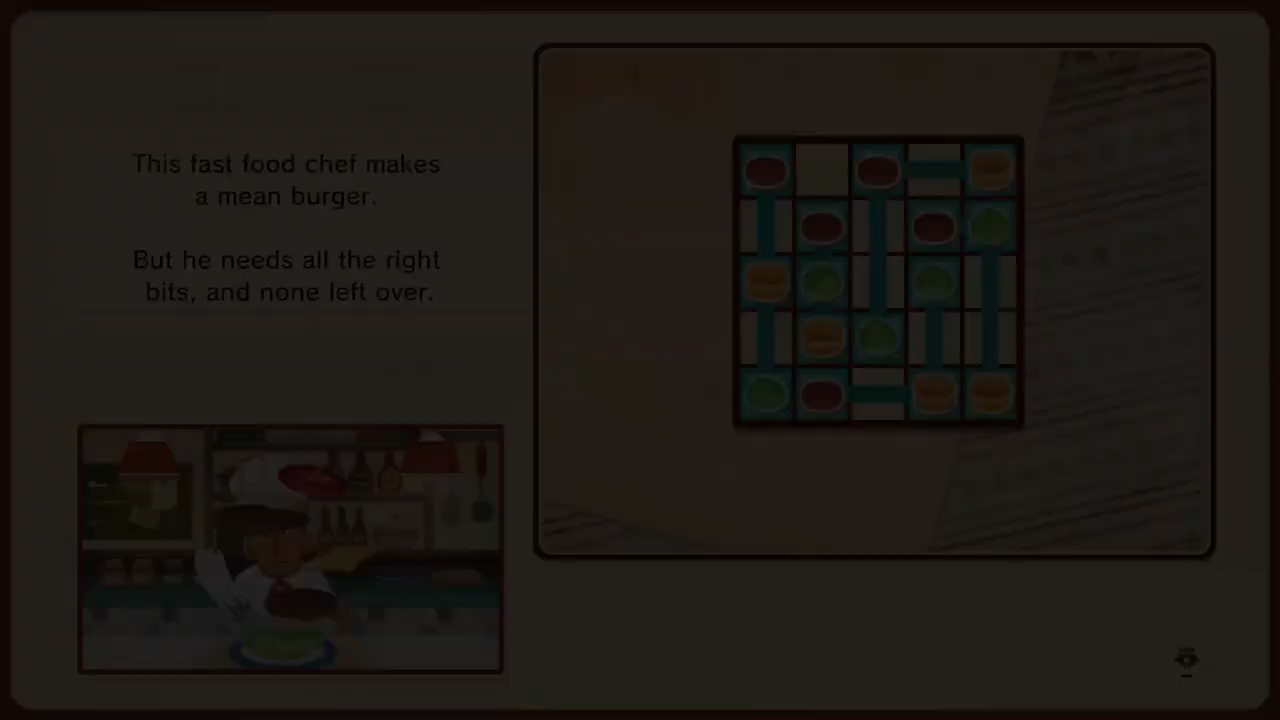 This fast food chef makes
a mean burger.
But he needs all the right
bits, and none left over.